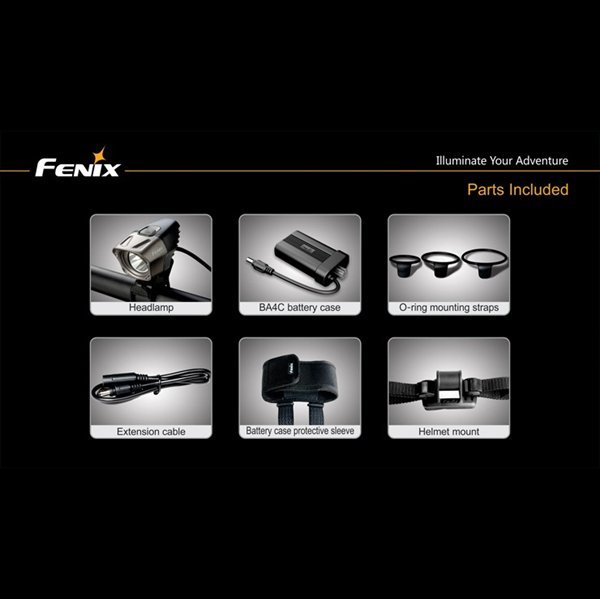 FENIX
Illuminate Your Adventure
Parts Included
Headlamp
BA4C battery case
O-ring mounting straps
Extension cable
Battery case protective sleeve
Helmet mount